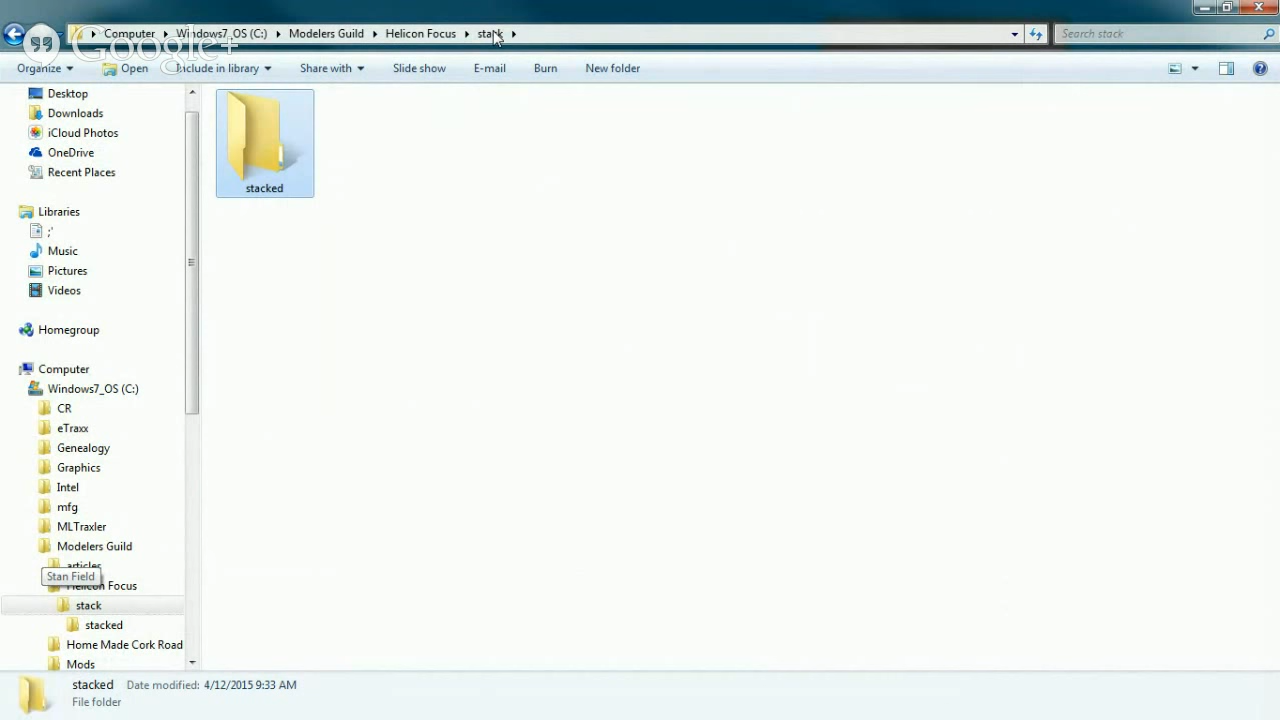 Google+
Computer Windows7_OS (C:) Modelers Guild Helicon Focus stack
Search stack
Organize Open Include in library Share with Slide show E-mail Burn New folder
Desktop
Downloads
iCloud Photos
OneDrive
Recent Places
Libraries
;'
Music
Pictures
Videos
Homegroup
Computer
Windows7_OS (C:)
CR
eTraxx
Genealogy
Graphics
Intel
mfg
MLTraxler
Modelers Guild
articles
Stan Field
Helicon Focus
stack
stacked
Home Made Cork Road
Mods
stacked
stacked Date modified: 4/12/2015 9:33 AM
File folder